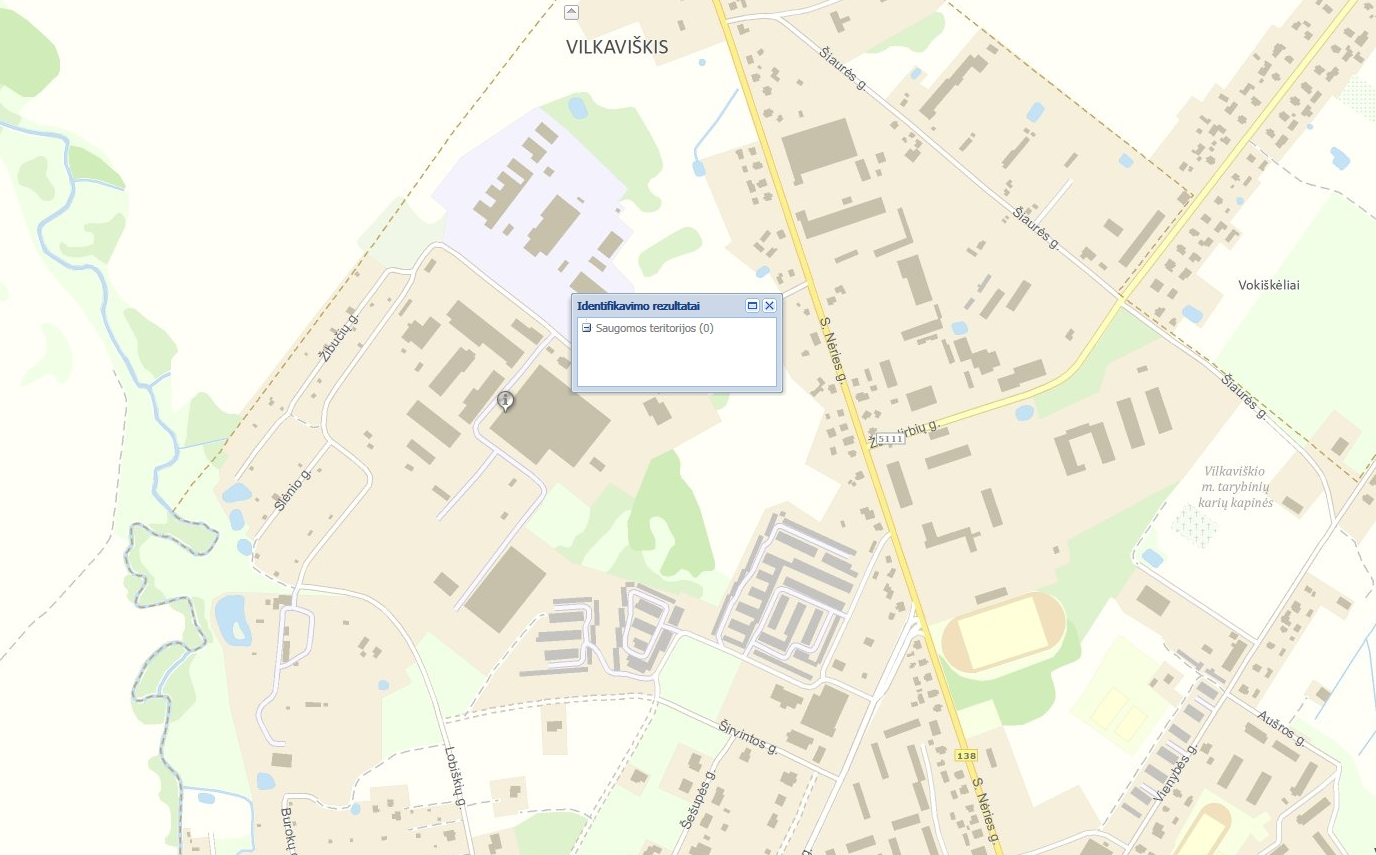 VILKAVIŠKIS
Šiaurės g.
Šiaurės g.
Vokiškėliai
Identifikavimo rezultatai
Saugomos teritorijos (0)
Žibučių g.
S. Nėries g.
Šiaurės g.
5111
Vilkaviškio
m. tarybinių
karių kapinės
Slėnio g.
Širvintos g.
Aušros g.
138
Lobiškių g.
Vienybės g.
Šešupės g.
S. Nėries g.